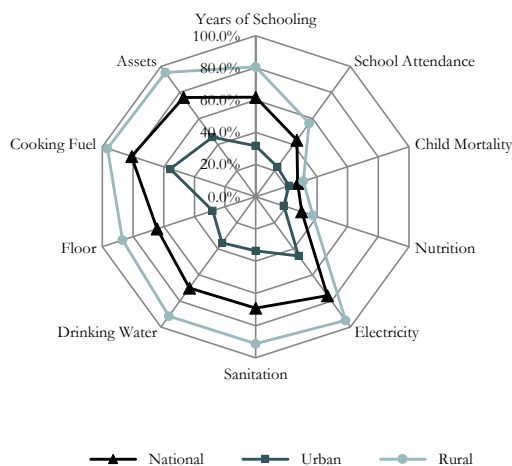 Years of Schooling
100.0%
Assets
80.0%
School Attendance
60.0%
40.0%
Cooking Fuel
Child Mortality
20.0%
0.0%
Floor
Nutrition
Drinking Water
Electricity
Sanitation
National
Urban
Rural